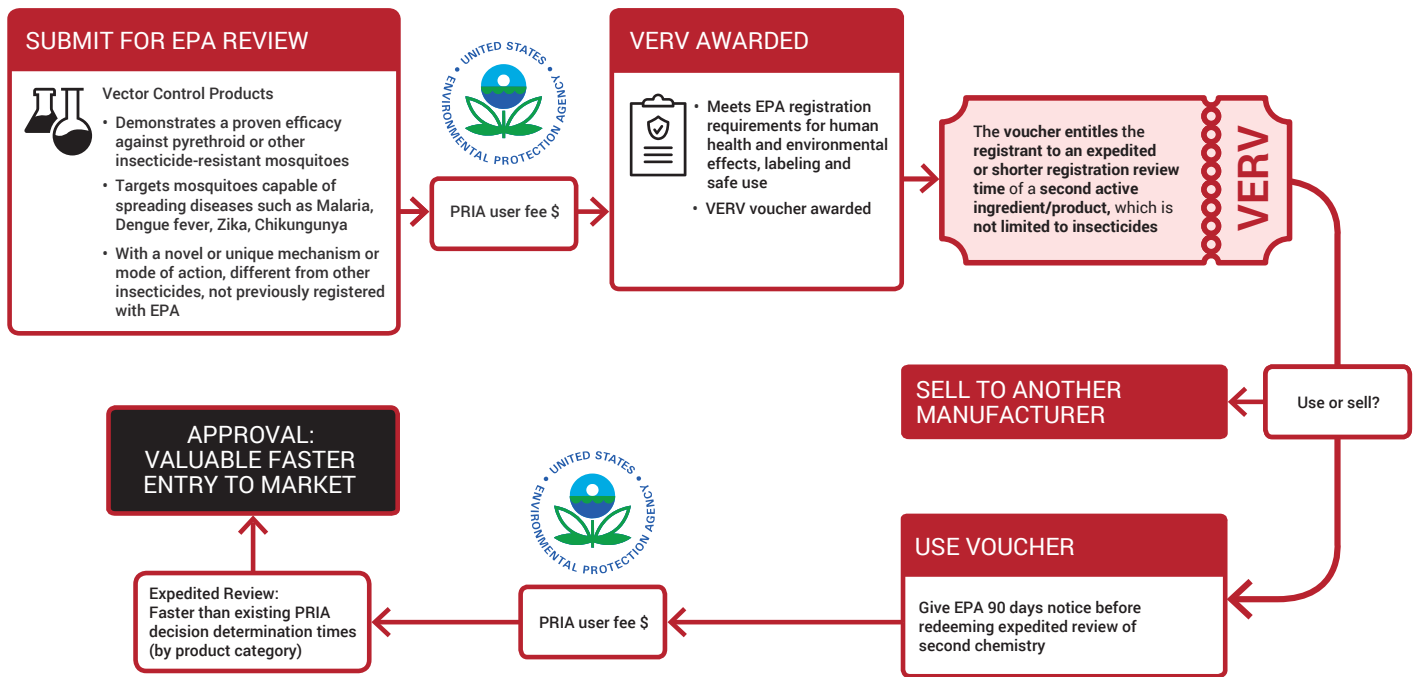 SUBMIT FOR EPA REVIEW
Vector Control Products
• Demonstrates a proven efficacy
against pyrethroid or other
insecticide-resistant mosquitoes
• Targets mosquitoes capable of
spreading diseases such as Malaria,
Dengue fever, Zika, Chikungunya
• With a novel or unique mechanism or
mode of action, different from other
insecticides, not previously registered
with EPA
• UNITED STATES •
ENVIRONMENTAL PROTECTION AGENCY
PRIA user fee $
VERV AWARDED
• Meets EPA registration
requirements for human
health and environmental
effects, labeling and
safe use
• VERV voucher awarded
The voucher entitles the
registrant to an expedited
or shorter registration review
time of a second active
ingredient/product, which is
not limited to insecticides
VERV
Use or sell?
SELL TO ANOTHER
MANUFACTURER
USE VOUCHER
Give EPA 90 days notice before
redeeming expedited review of
second chemistry
• UNITED STATES •
ENVIRONMENTAL PROTECTION AGENCY
PRIA user fee $
Expedited Review:
Faster than existing PRIA
decision determination times
(by product category)
APPROVAL:
VALUABLE FASTER
ENTRY TO MARKET